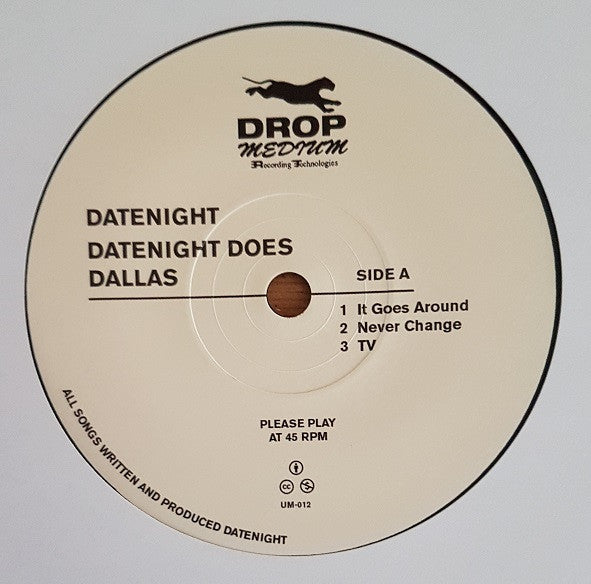 DROP
MEDIUM
Recording Technologies
DATENIGHT
DATENIGHT DOES
DALLAS
SIDE A
1 It Goes Around
2 Never Change
3 TV
PLEASE PLAY
AT 45 RPM
cc
UM-012
ALL SONGS WRITTEN AND PRODUCED DATENIGHT